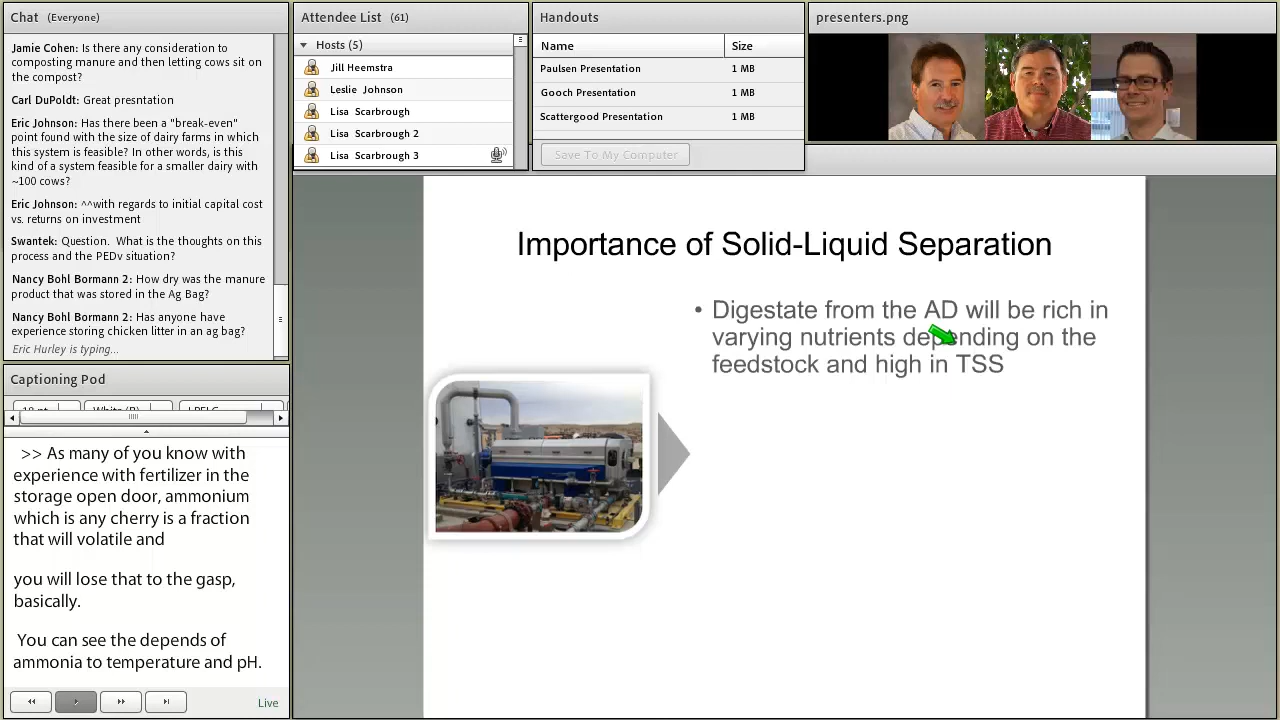 Chat (Everyone)
Jamie Cohen: Is there any consideration to
composting manure and then letting cows sit on
the compost?
Carl DuPoldt: Great presntation
Eric Johnson: Has there been a "break-even"
point found with the size of dairy farms in which
this system is feasible? In other words, is this
kind of a system feasible for a smaller dairy with
~100 cows?
Eric Johnson: ^^with regards to initial capital cost
vs. returns on investment
Swantek: Question. What is the thoughts on this
process and the PEDv situation?
Nancy Bohl Bormann 2: How dry was the manure
product that was stored in the Ag Bag?
Nancy Bohl Bormann 2: Has anyone have
experience storing chicken litter in an ag bag?
Eric Hurley is typing...
Captioning Pod
>> As many of you know with
experience with fertilizer in the
storage open door, ammonium
which is any cherry is a fraction
that will volatile and
you will lose that to the gasp,
basically.
You can see the depends of
ammonia to temperature and pH.
Live
Attendee List (61)
Hosts (5)
Jill Heemstra
Leslie Johnson
Lisa Scarbrough
Lisa Scarbrough 2
Lisa Scarbrough 3
Handouts
Name Size
Paulsen Presentation 1 MB
Gooch Presentation 1 MB
Scattergood Presentation 1 MB
Save To My Computer
presenters.png
Importance of Solid-Liquid Separation
• Digestate from the AD will be rich in
varying nutrients depending on the
feedstock and high in TSS